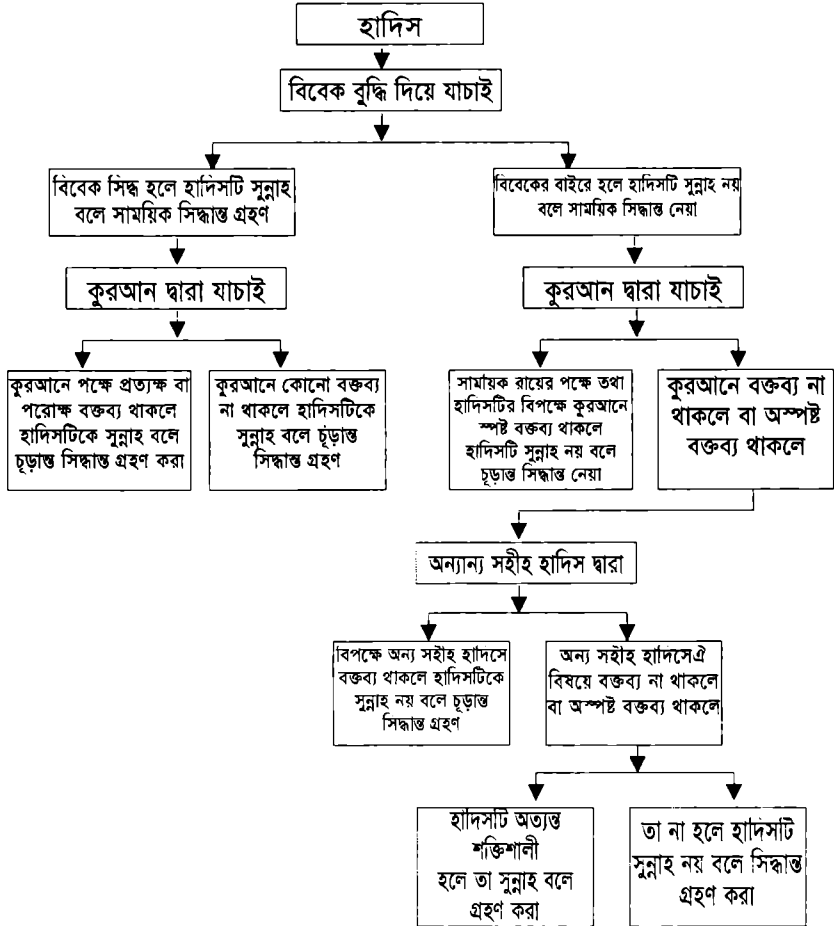 হাদিস
বিবেক বুদ্ধি দিয়ে যাচাই
বিবেক সিদ্ধ হলে হাদিসটি সুন্নাহ
বলে সাময়িক সিদ্ধান্ত গ্রহণ
বিবেকের বাইরে হলে হাদিসটি সুন্নাহ নয়
বলে সাময়িক সিদ্ধান্ত নেয়া
কুরআন দ্বারা যাচাই
কুরআন দ্বারা যাচাই
কুরআনে পক্ষে প্রত্যক্ষ বা
পরোক্ষ বক্তব্য থাকলে
হাদিসটিকে সুন্নাহ বলে
চূড়ান্ত সিদ্ধান্ত গ্রহণ করা
কুরআনে কোনো বক্তব্য
না থাকলে হাদিসটিকে
সুন্নাহ বলে চূড়ান্ত
সিদ্ধান্ত গ্রহণ
সাময়িক রায়ের পক্ষে তথা
হাদিসটির বিপক্ষে কুরআনে
স্পষ্ট বক্তব্য থাকলে
হাদিসটি সুন্নাহ নয় বলে
চূড়ান্ত সিদ্ধান্ত নেয়া
কুরআনে বক্তব্য না
থাকলে বা অস্পষ্ট
বক্তব্য থাকলে
অন্যান্য সহীহ হাদিস দ্বারা
বিপক্ষে অন্য সহীহ হাদিসে
বক্তব্য থাকলে হাদিসটিকে
সুন্নাহ নয় বলে চূড়ান্ত
সিদ্ধান্ত গ্রহণ
অন্য সহীহ হাদিসেঐ
বিষয়ে বক্তব্য না থাকলে
বা অস্পষ্ট বক্তব্য থাকলে
হাদিসটি অত্যন্ত
শক্তিশালী
হলে তা সুন্নাহ বলে
গ্রহণ করা
তা না হলে হাদিসটি
সুন্নাহ নয় বলে সিদ্ধান্ত
গ্রহণ করা